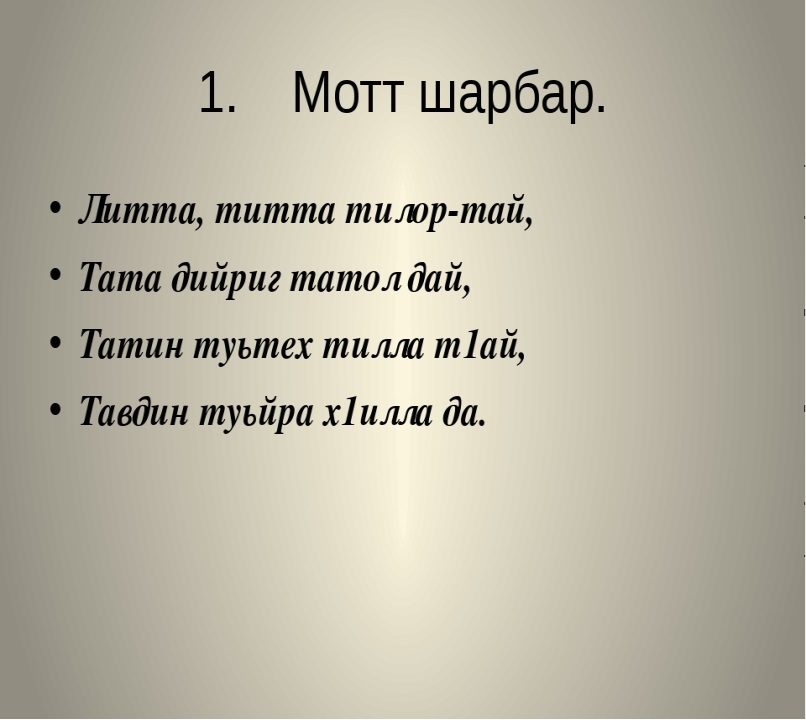 1. Мотт шарбар.
• Литта, титта тилор-тай,
• Тата дийриг татол дай,
• Татин туьтех тилла т1ай,
• Тавдин туьйра х1илла да.